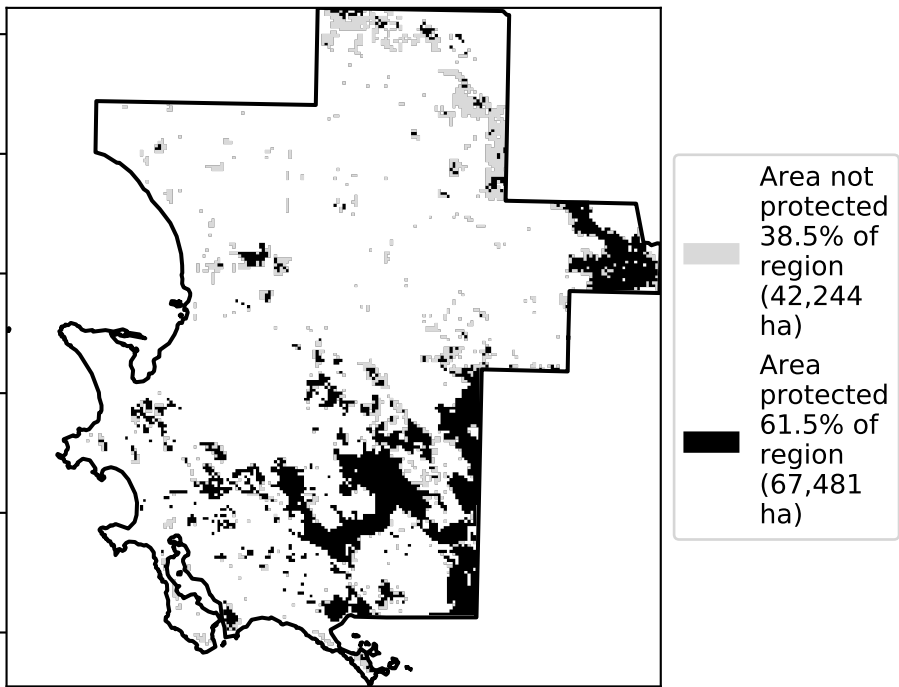 Area not
protected
38.5% of
region
(42,244
ha)
Area
protected
61.5% of
region
(67,481
ha)